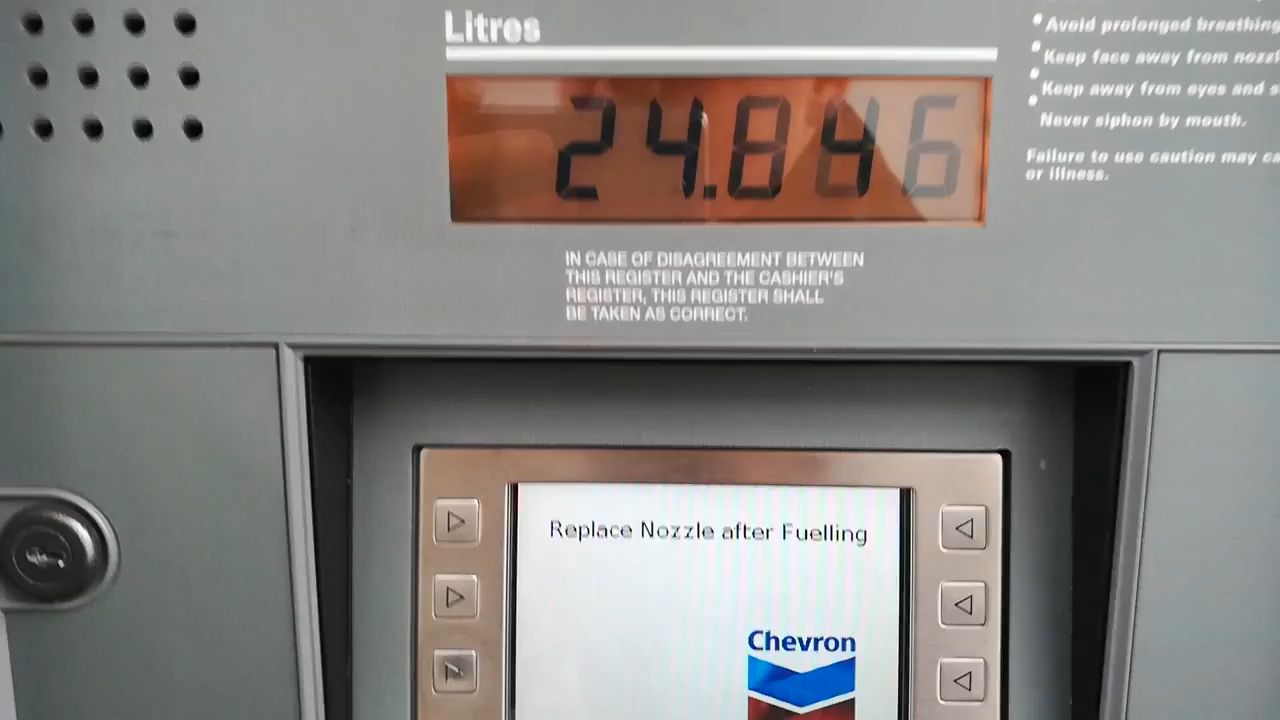 Litres
24.846
Avoid prolonged breathing
Keep face away from
Keep away from eyes and
Never siphon by mouth.
Failure to use caution may
or illness.
IN CASE OF DISAGREEMENT BETWEEN
THIS REGISTER AND THE CASHIER'S
REGISTER, THIS REGISTER SHALL
BE TAKEN AS CORRECT.
Replace Nozzle after Fuelling
Chevron